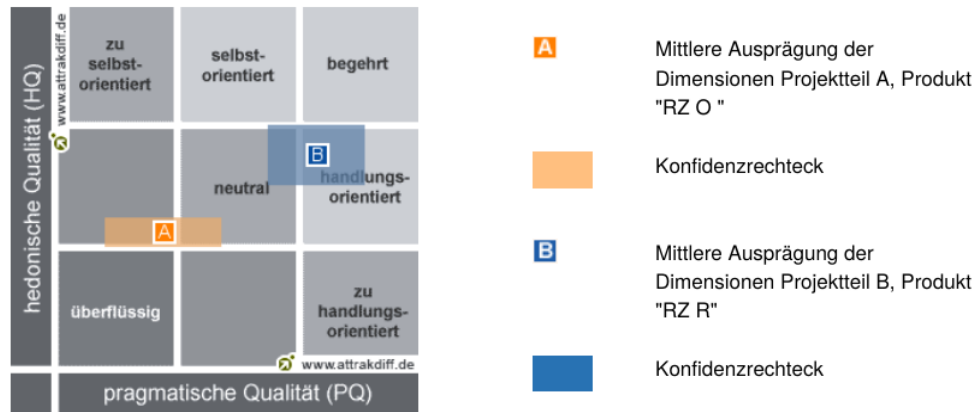 hedonische Qualität (HQ)
www.attrakdiff.de
zu
selbst-
orientiert
selbst-
orientiert
begehrt
neutral
B
handlungs-
orientiert
A
überflüssig
zu
handlungs-
orientiert
www.attrakdiff.de
pragmatische Qualität (PQ)
A
Mittlere Ausprägung der
Dimensionen Projektteil A, Produkt
"RZ O "
Konfidenzrechteck
B
Mittlere Ausprägung der
Dimensionen Projektteil B, Produkt
"RZ R"
Konfidenzrechteck